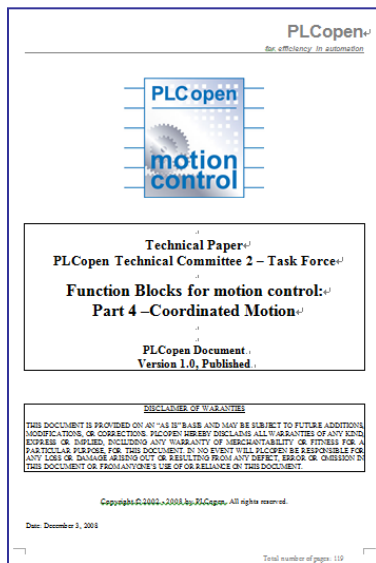 PLCopen
for efficiency in automation
PLCopen
motion
control
Technical Paper
PLCopen Technical Committee 2 – Task Force
Function Blocks for motion control:
Part 4 –Coordinated Motion
PLCopen Document
Version 1.0, Published
DISCLAIMER OF WARANTIES
THIS DOCUMENT IS PROVIDED ON AN “AS IS” BASE AND MAY BE SUBJECT TO FUTURE ADDITIONS,
MODIFICATIONS, OR CORRECTIONS. PLCOPEN HEREBY DISCLAIMS ALL WARRANTIES OF ANY KIND,
EXPRESS OR IMPLIED, INCLUDING ANY WARRANTY OF MERCHANTABILITY OR FITNESS FOR A
PARTICULAR PURPOSE, FOR THIS DOCUMENT. IN NO EVENT WILL PLCOPEN BE RESPONSIBLE FOR
ANY LOSS OR DAMAGE ARISING OUT OR RESULTING FROM ANY DEFECT, ERROR OR OMISSION IN
THIS DOCUMENT OR FROM ANYONE’S USE OF OR RELIANCE ON THIS DOCUMENT.
Copyright © 2002 - 2008 by PLCopen. All rights reserved.
Date: December 3, 2008
Total number of pages: 119